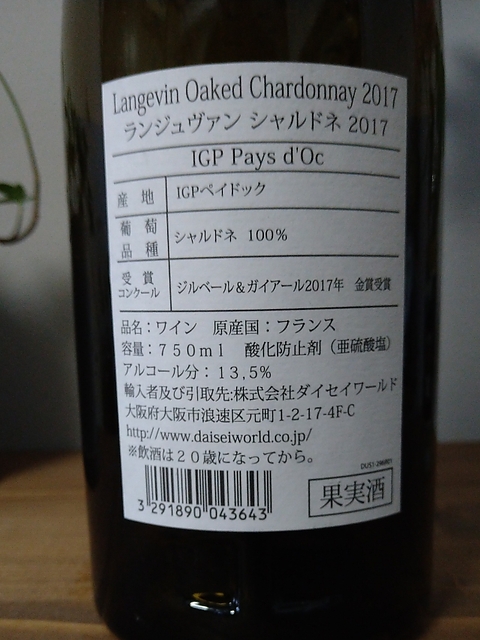 Langevin Oaked Chardonnay 2017
ランジュヴァン シャルドネ 2017
IGP Pays d'Oc
産 地 IGPペイドック
葡 萄
品 種 シャルドネ 100%
受 賞
コンクール ジルベール＆ガイアール2017年 金賞受賞
品名：ワイン 原産国：フランス
容量：７５０ｍｌ 酸化防止剤（亜硫酸塩）
アルコール分：１３.５%
輸入者及び引取先:株式会社ダイセイワールド
大阪府大阪市浪速区元町1-2-17-4F-C
http://www.daiseiworld.co.jp/
※飲酒は２０歳になってから。
3 291890 043643
果実酒